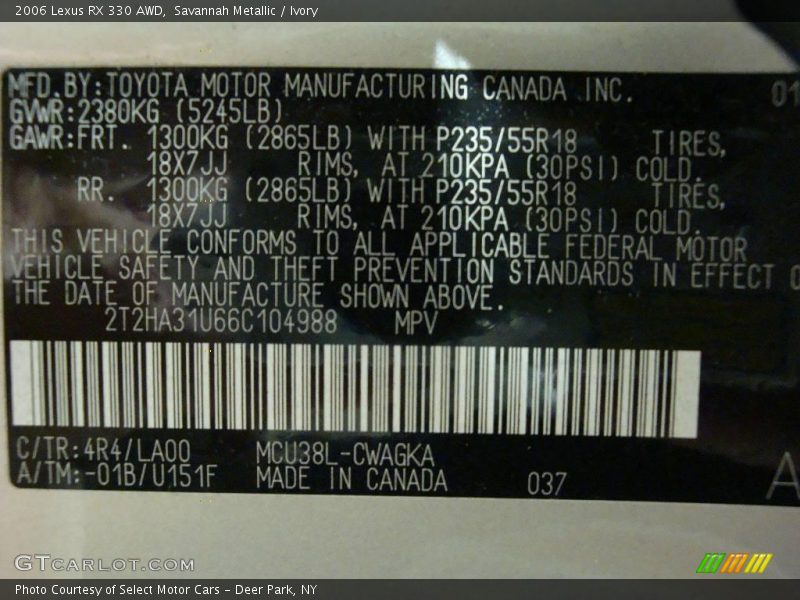 2006 Lexus RX 330 AWD, Savannah Metallic / Ivory
MFD.BY:TOYOTA MOTOR MANUFACTURING CANADA INC. 01
GVWR:2380KG (5245LB)
GAWR:FRT. 1300KG (2865LB) WITH P235/55R18 TIRES,
18X7JJ RIMS, AT 210KPA (30PSI) COLD.
RR. 1300KG (2865LB) WITH P235/55R18 TIRES,
18X7JJ RIMS, AT 210KPA (30PSI) COLD.
THIS VEHICLE CONFORMS TO ALL APPLICABLE FEDERAL MOTOR
VEHICLE SAFETY AND THEFT PREVENTION STANDARDS IN EFFECT
THE DATE OF MANUFACTURE SHOWN ABOVE.
2T2HA31U66C104988 MPV
C/TR:4R4/LA00 MCU38L-CWAGKA
A/TM:-01B/U151F MADE IN CANADA 037 A
GTCARLOT.COM
Photo Courtesy of Select Motor Cars - Deer Park, NY